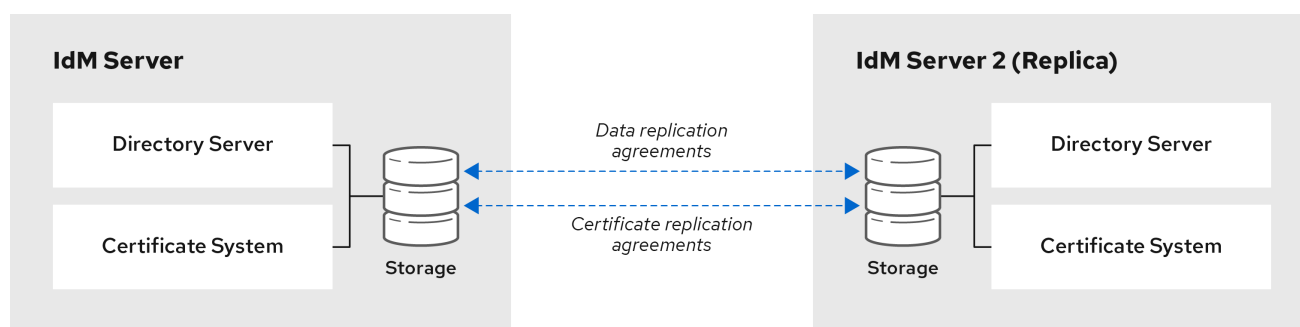 IdM Server
Directory Server
Certificate System
Storage
Data replication
agreements
Certificate replication
agreements
IdM Server 2 (Replica)
Storage
Directory Server
Certificate System